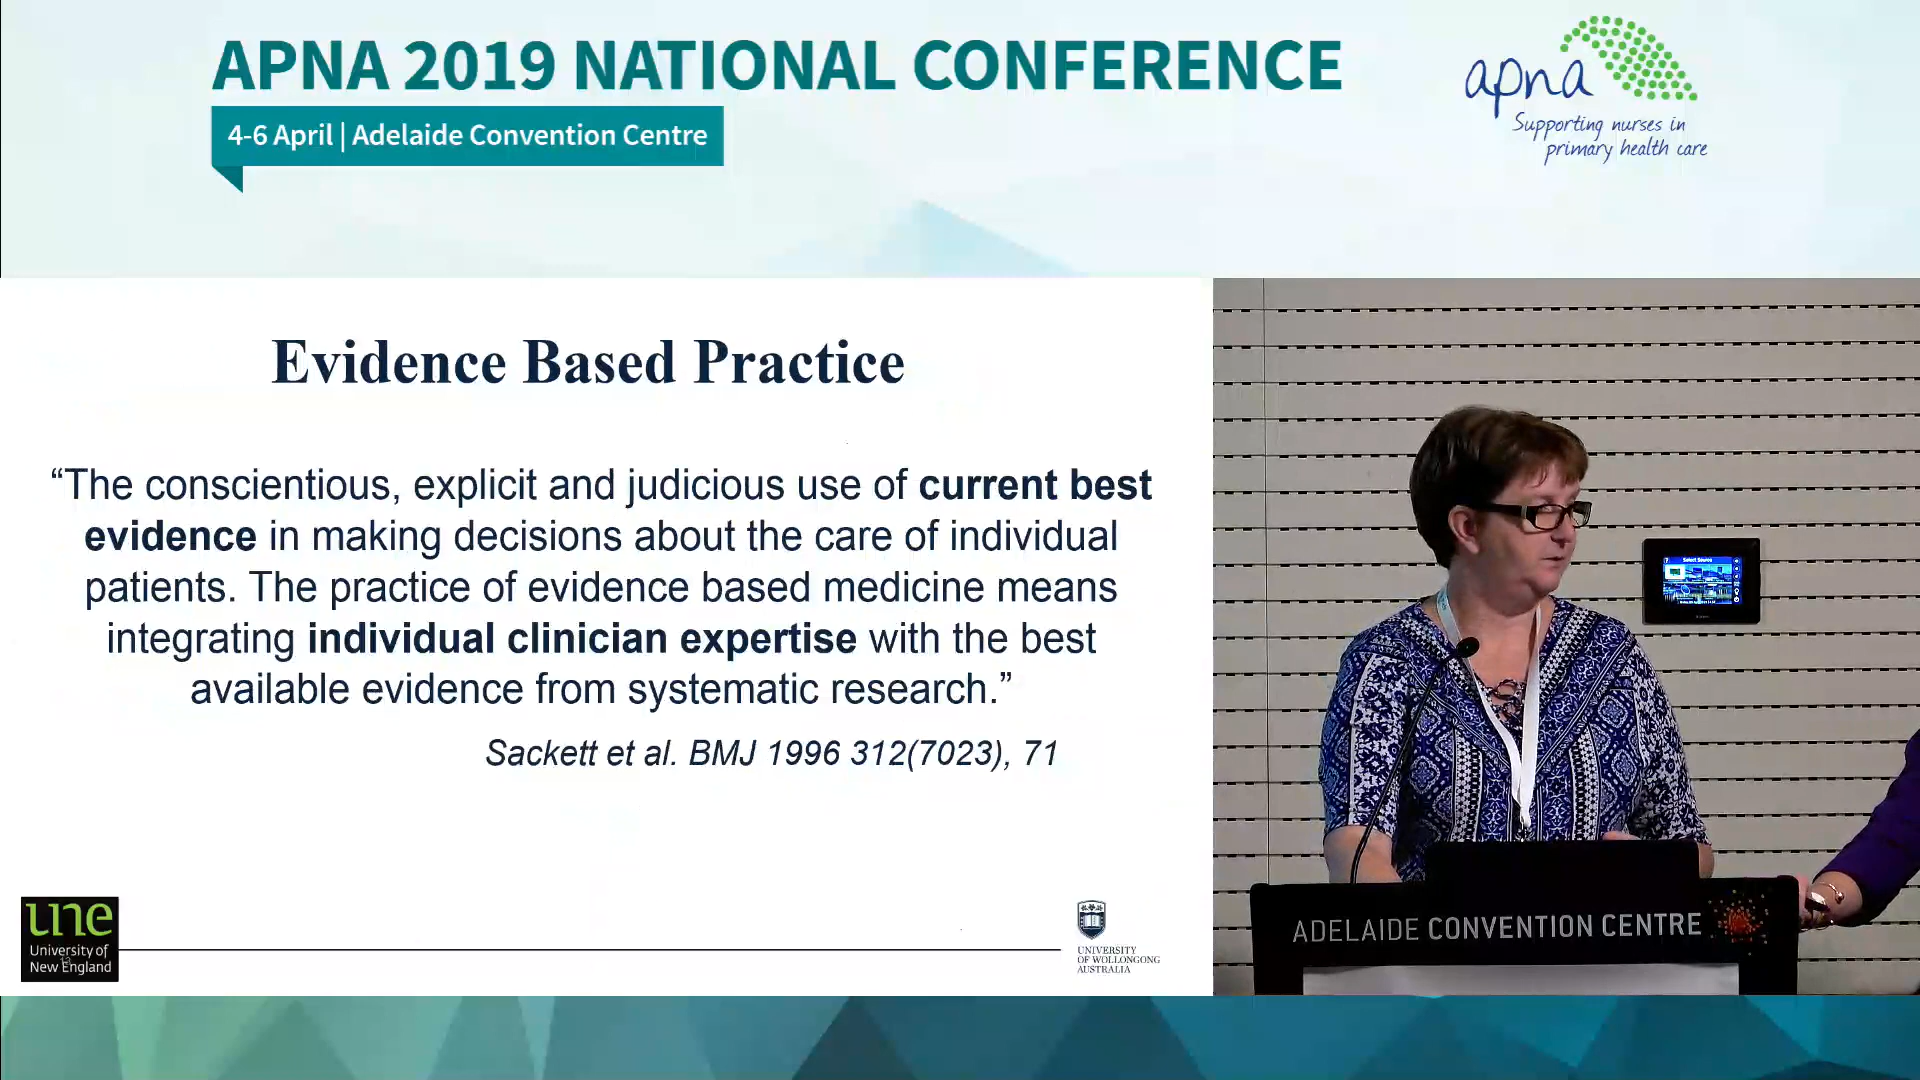 APNA 2019 NATIONAL CONFERENCE
4-6 April | Adelaide Convention Centre
apna
Supporting nurses in
primary health care
Evidence Based Practice
“The conscientious, explicit and judicious use of current best
evidence in making decisions about the care of individual
patients. The practice of evidence based medicine means
integrating individual clinician expertise with the best
available evidence from systematic research.”
Sackett et al. BMJ 1996 312(7023), 71
une
University of
New England
UNIVERSITY
OF WOLLONGONG
AUSTRALIA
Select Source
ADELAIDE CONVENTION CENTRE